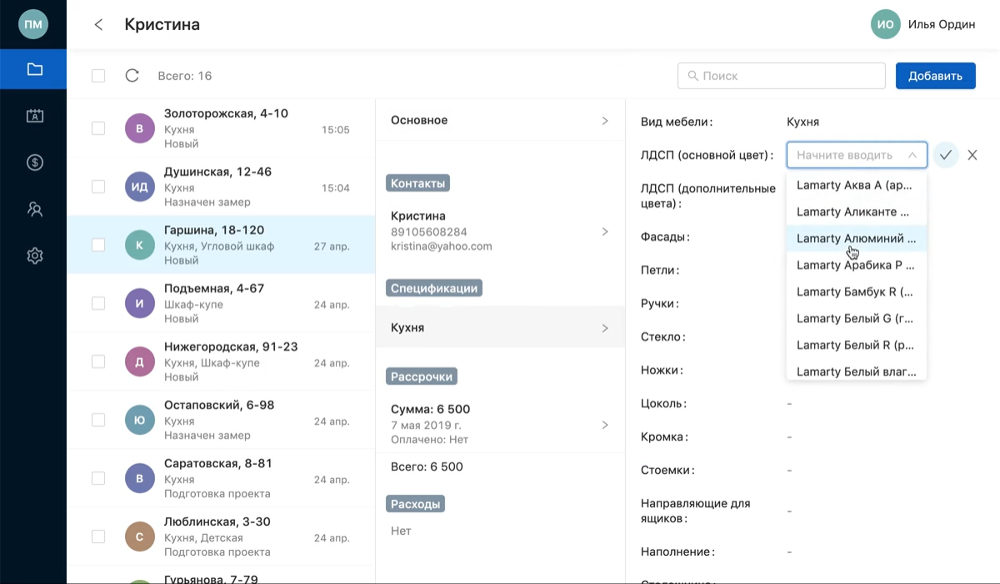 ПМ
Кристина
ИО
Илья Ордин
Всего: 16
Поиск
Добавить
В
Золоторожская, 4-10
Кухня
Новый
15:05
ИД
Душинская, 12-46
Кухня
Назначен замер
15:04
К
Гаршина, 18-120
Кухня, Угловой шкаф
Новый
27 апр.
И
Подъемная, 4-67
Шкаф-купе
Новый
24 апр.
Д
Нижегородская, 91-23
Кухня, Шкаф-купе
Новый
24 апр.
Ю
Остаповский, 6-98
Кухня
Назначен замер
24 апр.
В
Саратовская, 8-81
Кухня
Подготовка проекта
24 апр.
С
Люблинская, 3-30
Кухня, Детская
Подготовка проекта
24 апр.
Гурьянова, 7-79
Основное
Контакты
Кристина
89105608284
kristina@yahoo.com
Спецификации
Кухня
Рассрочки
Сумма: 6 500
7 мая 2019 г.
Оплачено: Нет
Всего: 6 500
Расходы
Нет
Вид мебели:
Кухня
ЛДСП (основной цвет):
Начните вводить
ЛДСП (дополнительные
цвета):
Фасады:
Петли:
Ручки:
Стекло:
Ножки:
Цоколь:
-
Кромка:
-
Стоемки:
-
Направляющие для
ящиков:
-
Наполнение:
-
Столешница:
Lamarty Аква A (ар...
Lamarty Аликанте ...
Lamarty Алюминий ...
Lamarty Арабика P ...
Lamarty Бамбук R (...
Lamarty Белый G (г...
Lamarty Белый R (р...
Lamarty Белый влаг...